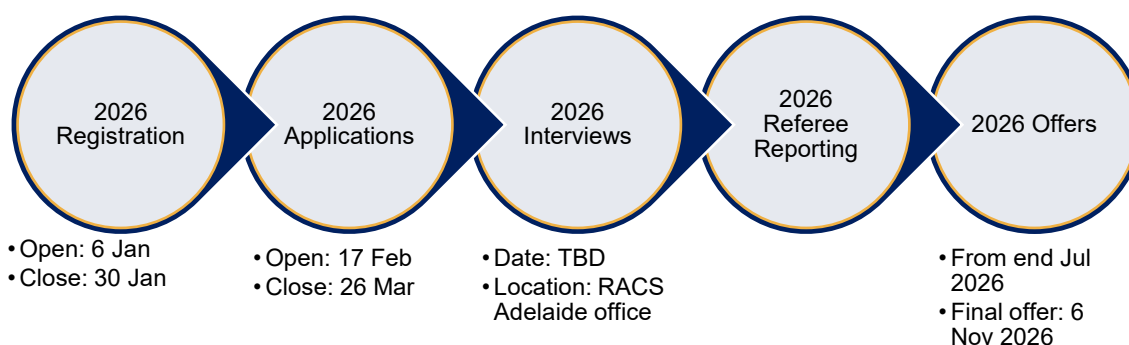 2026
Registration
• Open: 6 Jan
• Close: 30 Jan
2026
Applications
• Open: 17 Feb
• Close: 26 Mar
2026
Interviews
• Date: TBD
• Location: RACS
Adelaide office
2026
Referee
Reporting
2026 Offers
• From end Jul
2026
• Final offer: 6
Nov 2026